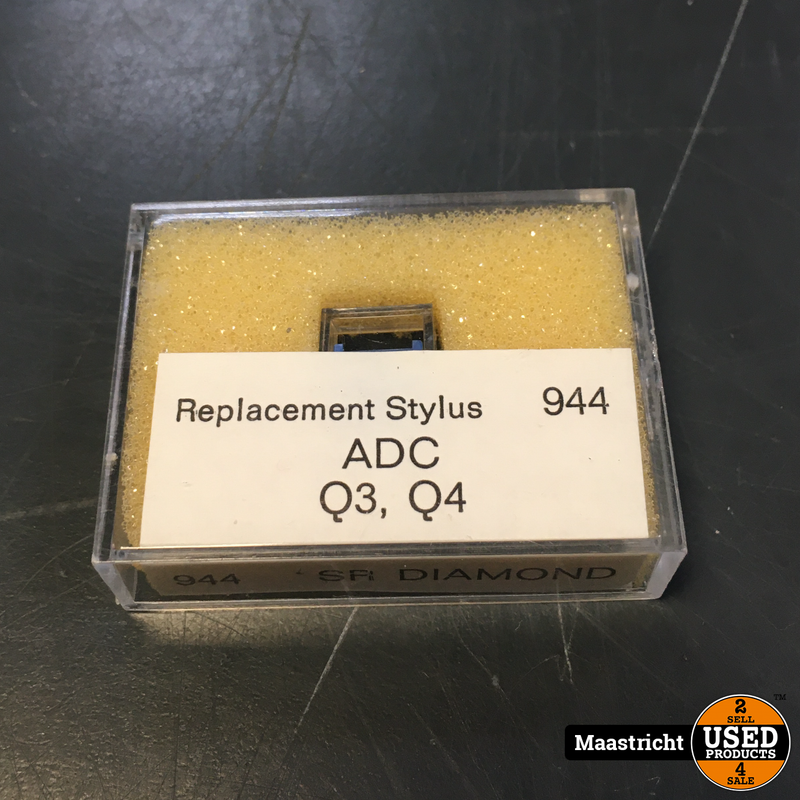 Replacement Stylus 944
ADC
Q3, Q4
944 SR DIAMOND
Maastricht
2
SELL
USED
PRODUCTS
4
SALE
TM